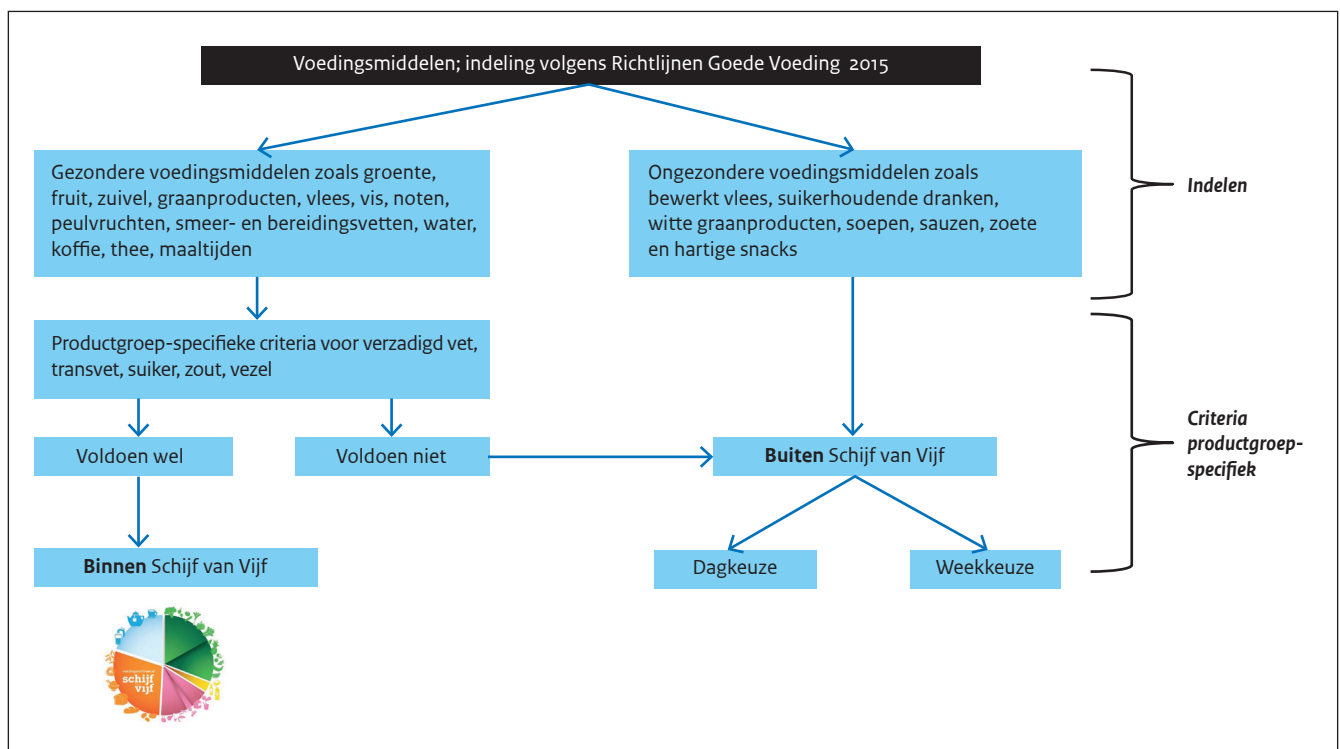 Voedingsmiddelen; indeling volgens Richtlijnen Goede Voeding 2015
Gezondere voedingsmiddelen zoals groente,
fruit, zuivel, graanproducten, vlees, vis, noten,
peulvruchten, smeer- en bereidingsvetten, water,
koffie, thee, maaltijden
Ongezondere voedingsmiddelen zoals
bewerkt vlees, suikerhoudende dranken,
witte graanproducten, soepen, sauzen, zoete
en hartige snacks
Indelen
Productgroep-specifieke criteria voor verzadigd vet,
transvet, suiker, zout, vezel
Voldoen wel
Voldoen niet
Buiten Schijf van Vijf
Criteria
productgroep-
specifiek
Binnen Schijf van Vijf
Dagkeuze
Weekkeuze
schijf
vijf